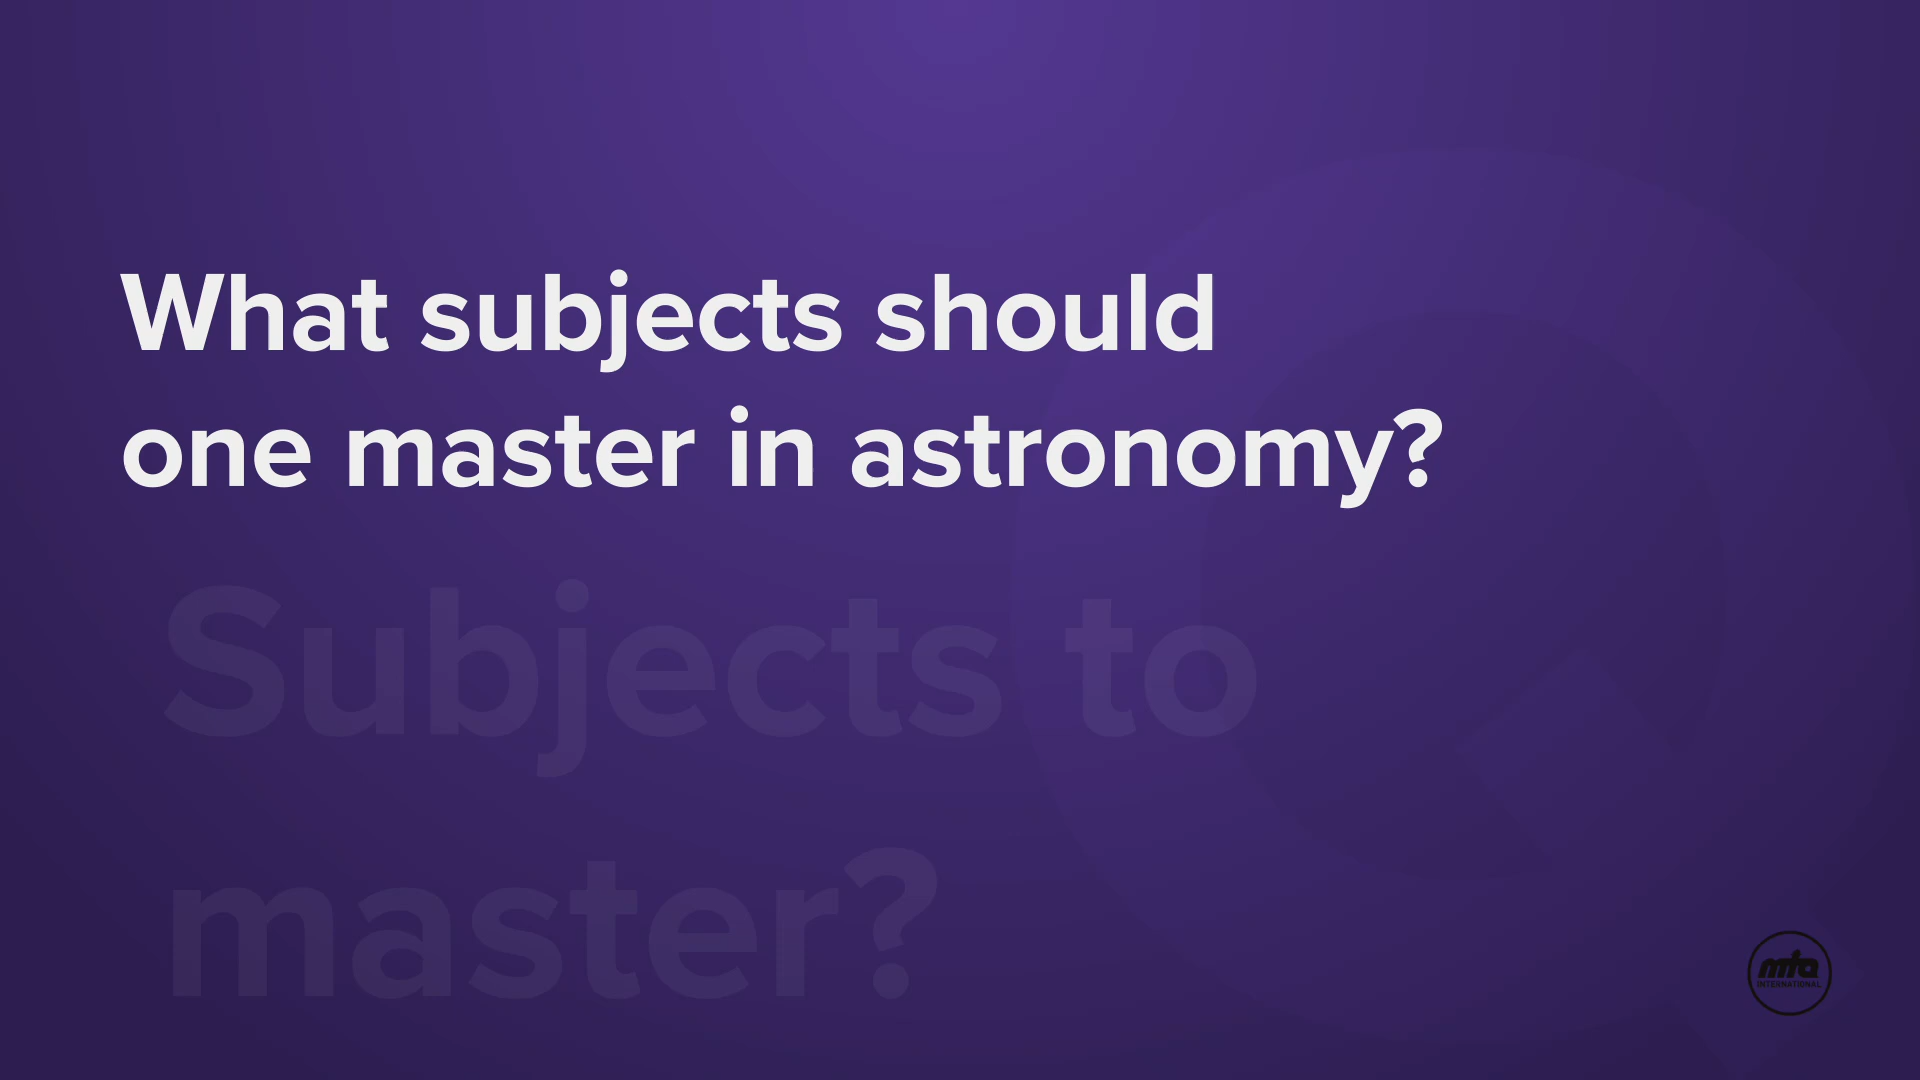 What subjects should
one master in astronomy?
Subjects to
master?
mta
INTERNATIONAL